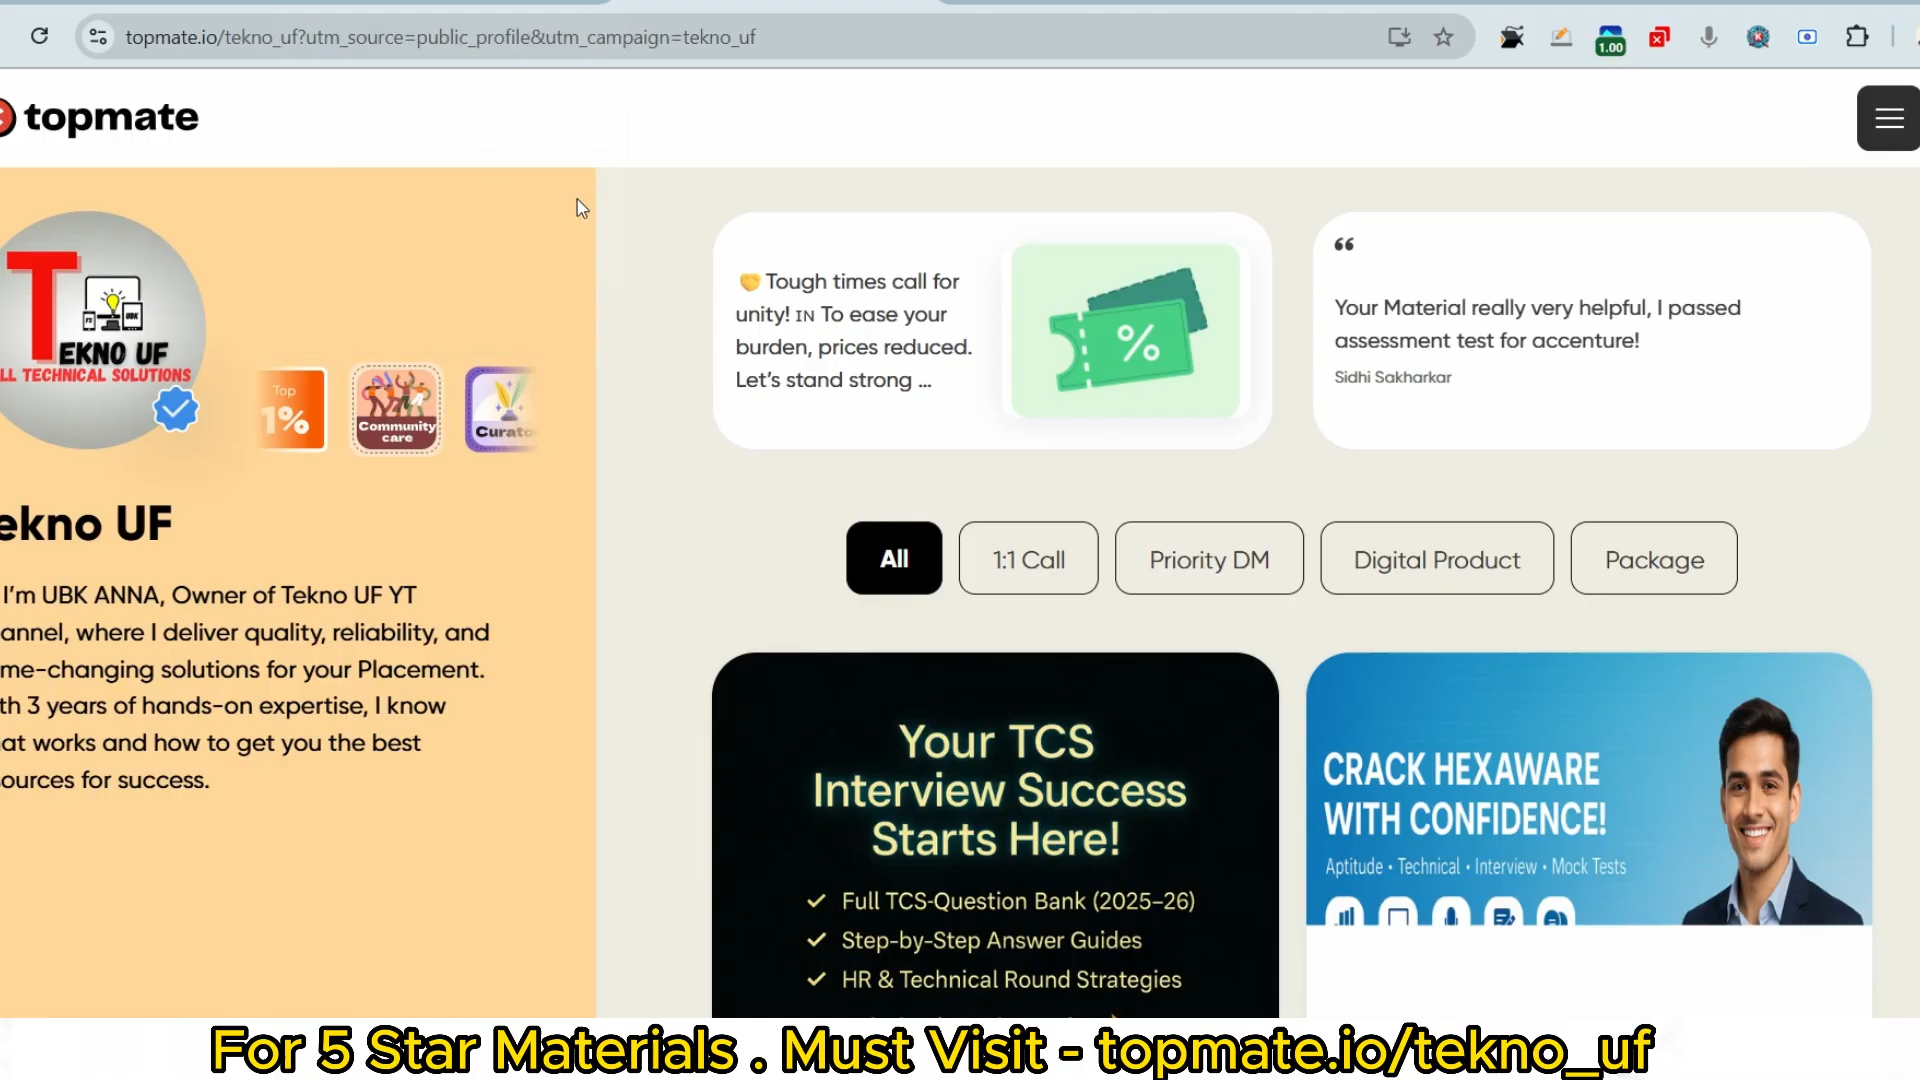 topmate.io/tekno_uf?utm_source=public_profile&utm_campaign=tekno_uf
1.00
topmate
T
EKNO UF
LL TECHNICAL SOLUTIONS
UBK
Top
1%
Community
care
Curato
ekno UF
I'm UBK ANNA, Owner of Tekno UF YT
annel, where I deliver quality, reliability, and
me-changing solutions for your Placement.
th 3 years of hands-on expertise, I know
at works and how to get you the best
sources for success.
🤝 Tough times call for
unity! IN To ease your
burden, prices reduced.
Let's stand strong ...
%
“
Your Material really very helpful, I passed
assessment test for accenture!
Sidhi Sakharkar
All
1:1 Call
Priority DM
Digital Product
Package
Your TCS
Interview Success
Starts Here!
✓ Full TCS-Question Bank (2025–26)
✓ Step-by-Step Answer Guides
✓ HR & Technical Round Strategies
CRACK HEXAWARE
WITH CONFIDENCE!
Aptitude • Technical • Interview • Mock Tests
For 5 Star Materials . Must Visit - topmate.io/tekno_uf